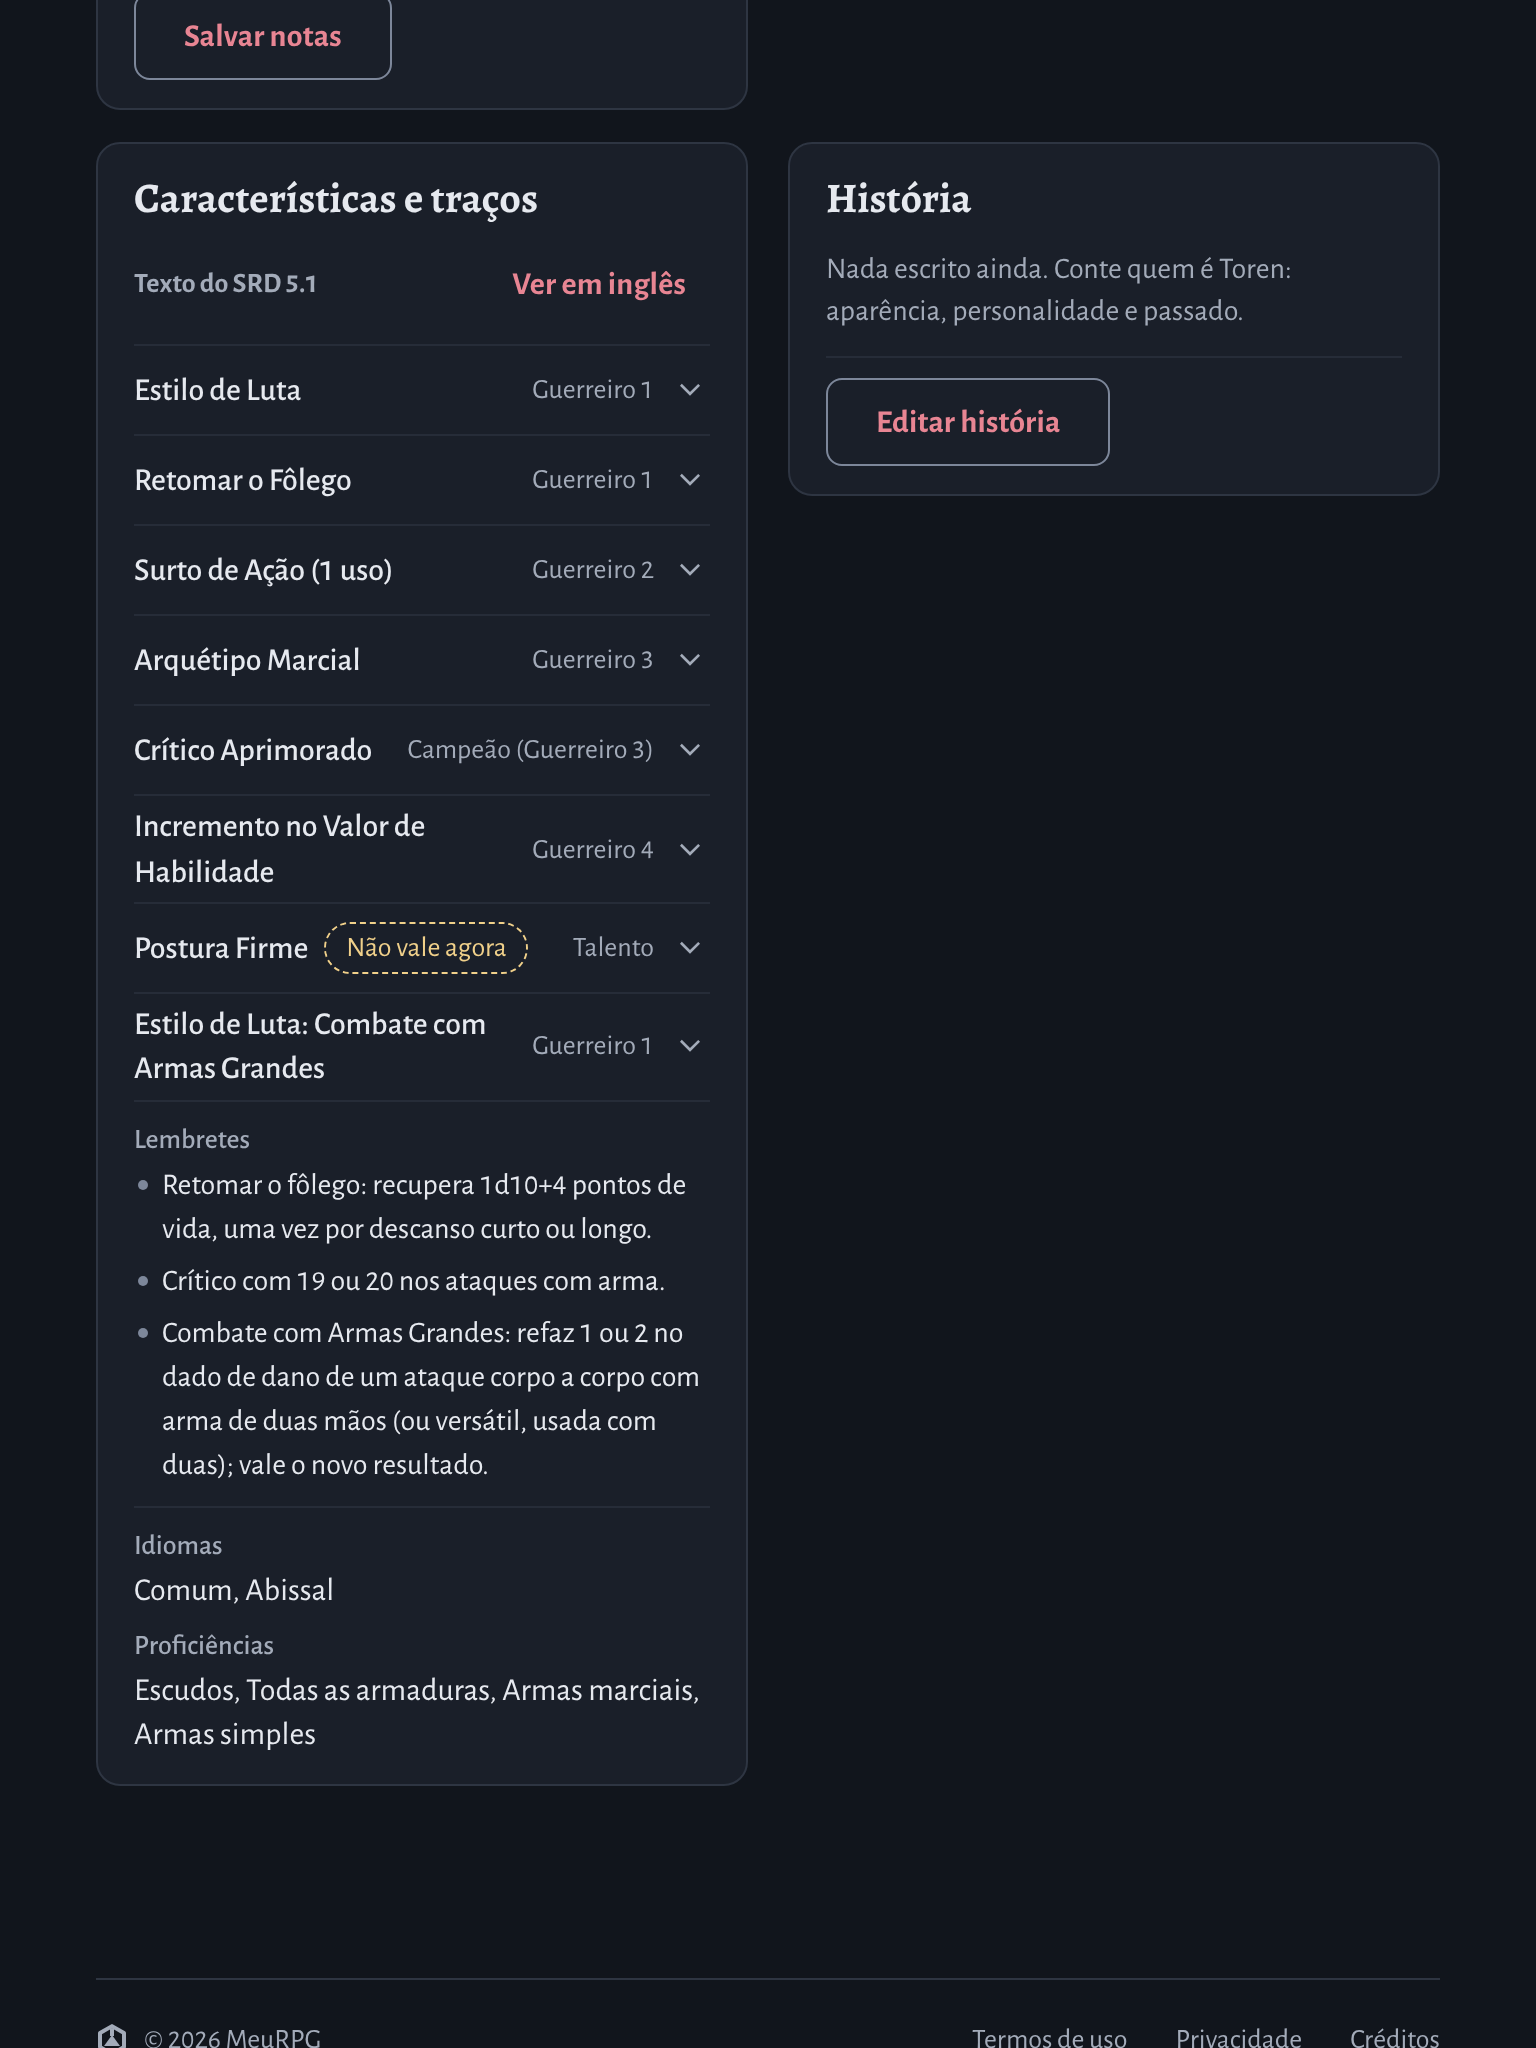 Salvar notas
Características e traços
Texto do SRD 5.1
Ver em inglês
Estilo de Luta
Guerreiro 1
Retomar o Fôlego
Guerreiro 1
Surto de Ação (1 uso)
Guerreiro 2
Arquétipo Marcial
Guerreiro 3
Crítico Aprimorado
Campeão (Guerreiro 3)
Incremento no Valor de
Habilidade
Guerreiro 4
Postura Firme
Não vale agora
Talento
Estilo de Luta: Combate com
Armas Grandes
Guerreiro 1
Lembretes
Retomar o fôlego: recupera 1d10+4 pontos de
vida, uma vez por descanso curto ou longo.
Crítico com 19 ou 20 nos ataques com arma.
Combate com Armas Grandes: refaz 1 ou 2 no
dado de dano de um ataque corpo a corpo com
arma de duas mãos (ou versátil, usada com
duas); vale o novo resultado.
Idiomas
Comum, Abissal
Proficiências
Escudos, Todas as armaduras, Armas marciais,
Armas simples
História
Nada escrito ainda. Conte quem é Toren:
aparência, personalidade e passado.
Editar história
© 2026 MeuRPG
Termos de uso
Privacidade
Créditos